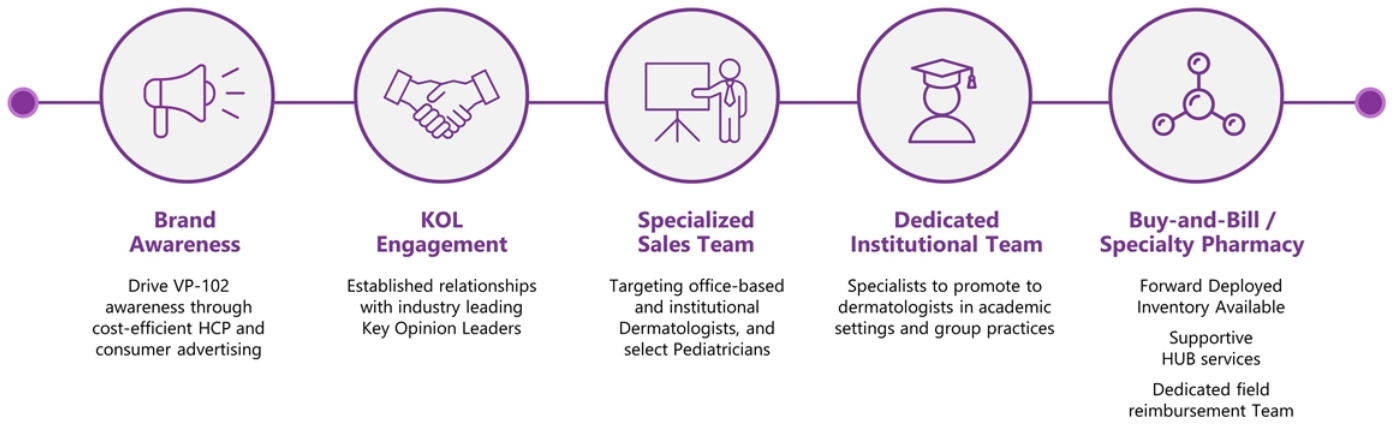 Brand
Awareness
Drive VP-102
awareness through
cost-efficient HCP and
consumer advertising
KOL
Engagement
Established relationships
with industry leading
Key Opinion Leaders
Specialized
Sales Team
Targeting office-based
and institutional
Dermatologists, and
select Pediatricians
Dedicated
Institutional Team
Specialists to promote to
dermatologists in academic
settings and group practices
Buy-and-Bill /
Specialty Pharmacy
Forward Deployed
Inventory Available
Supportive
HUB services
Dedicated field
reimbursement Team